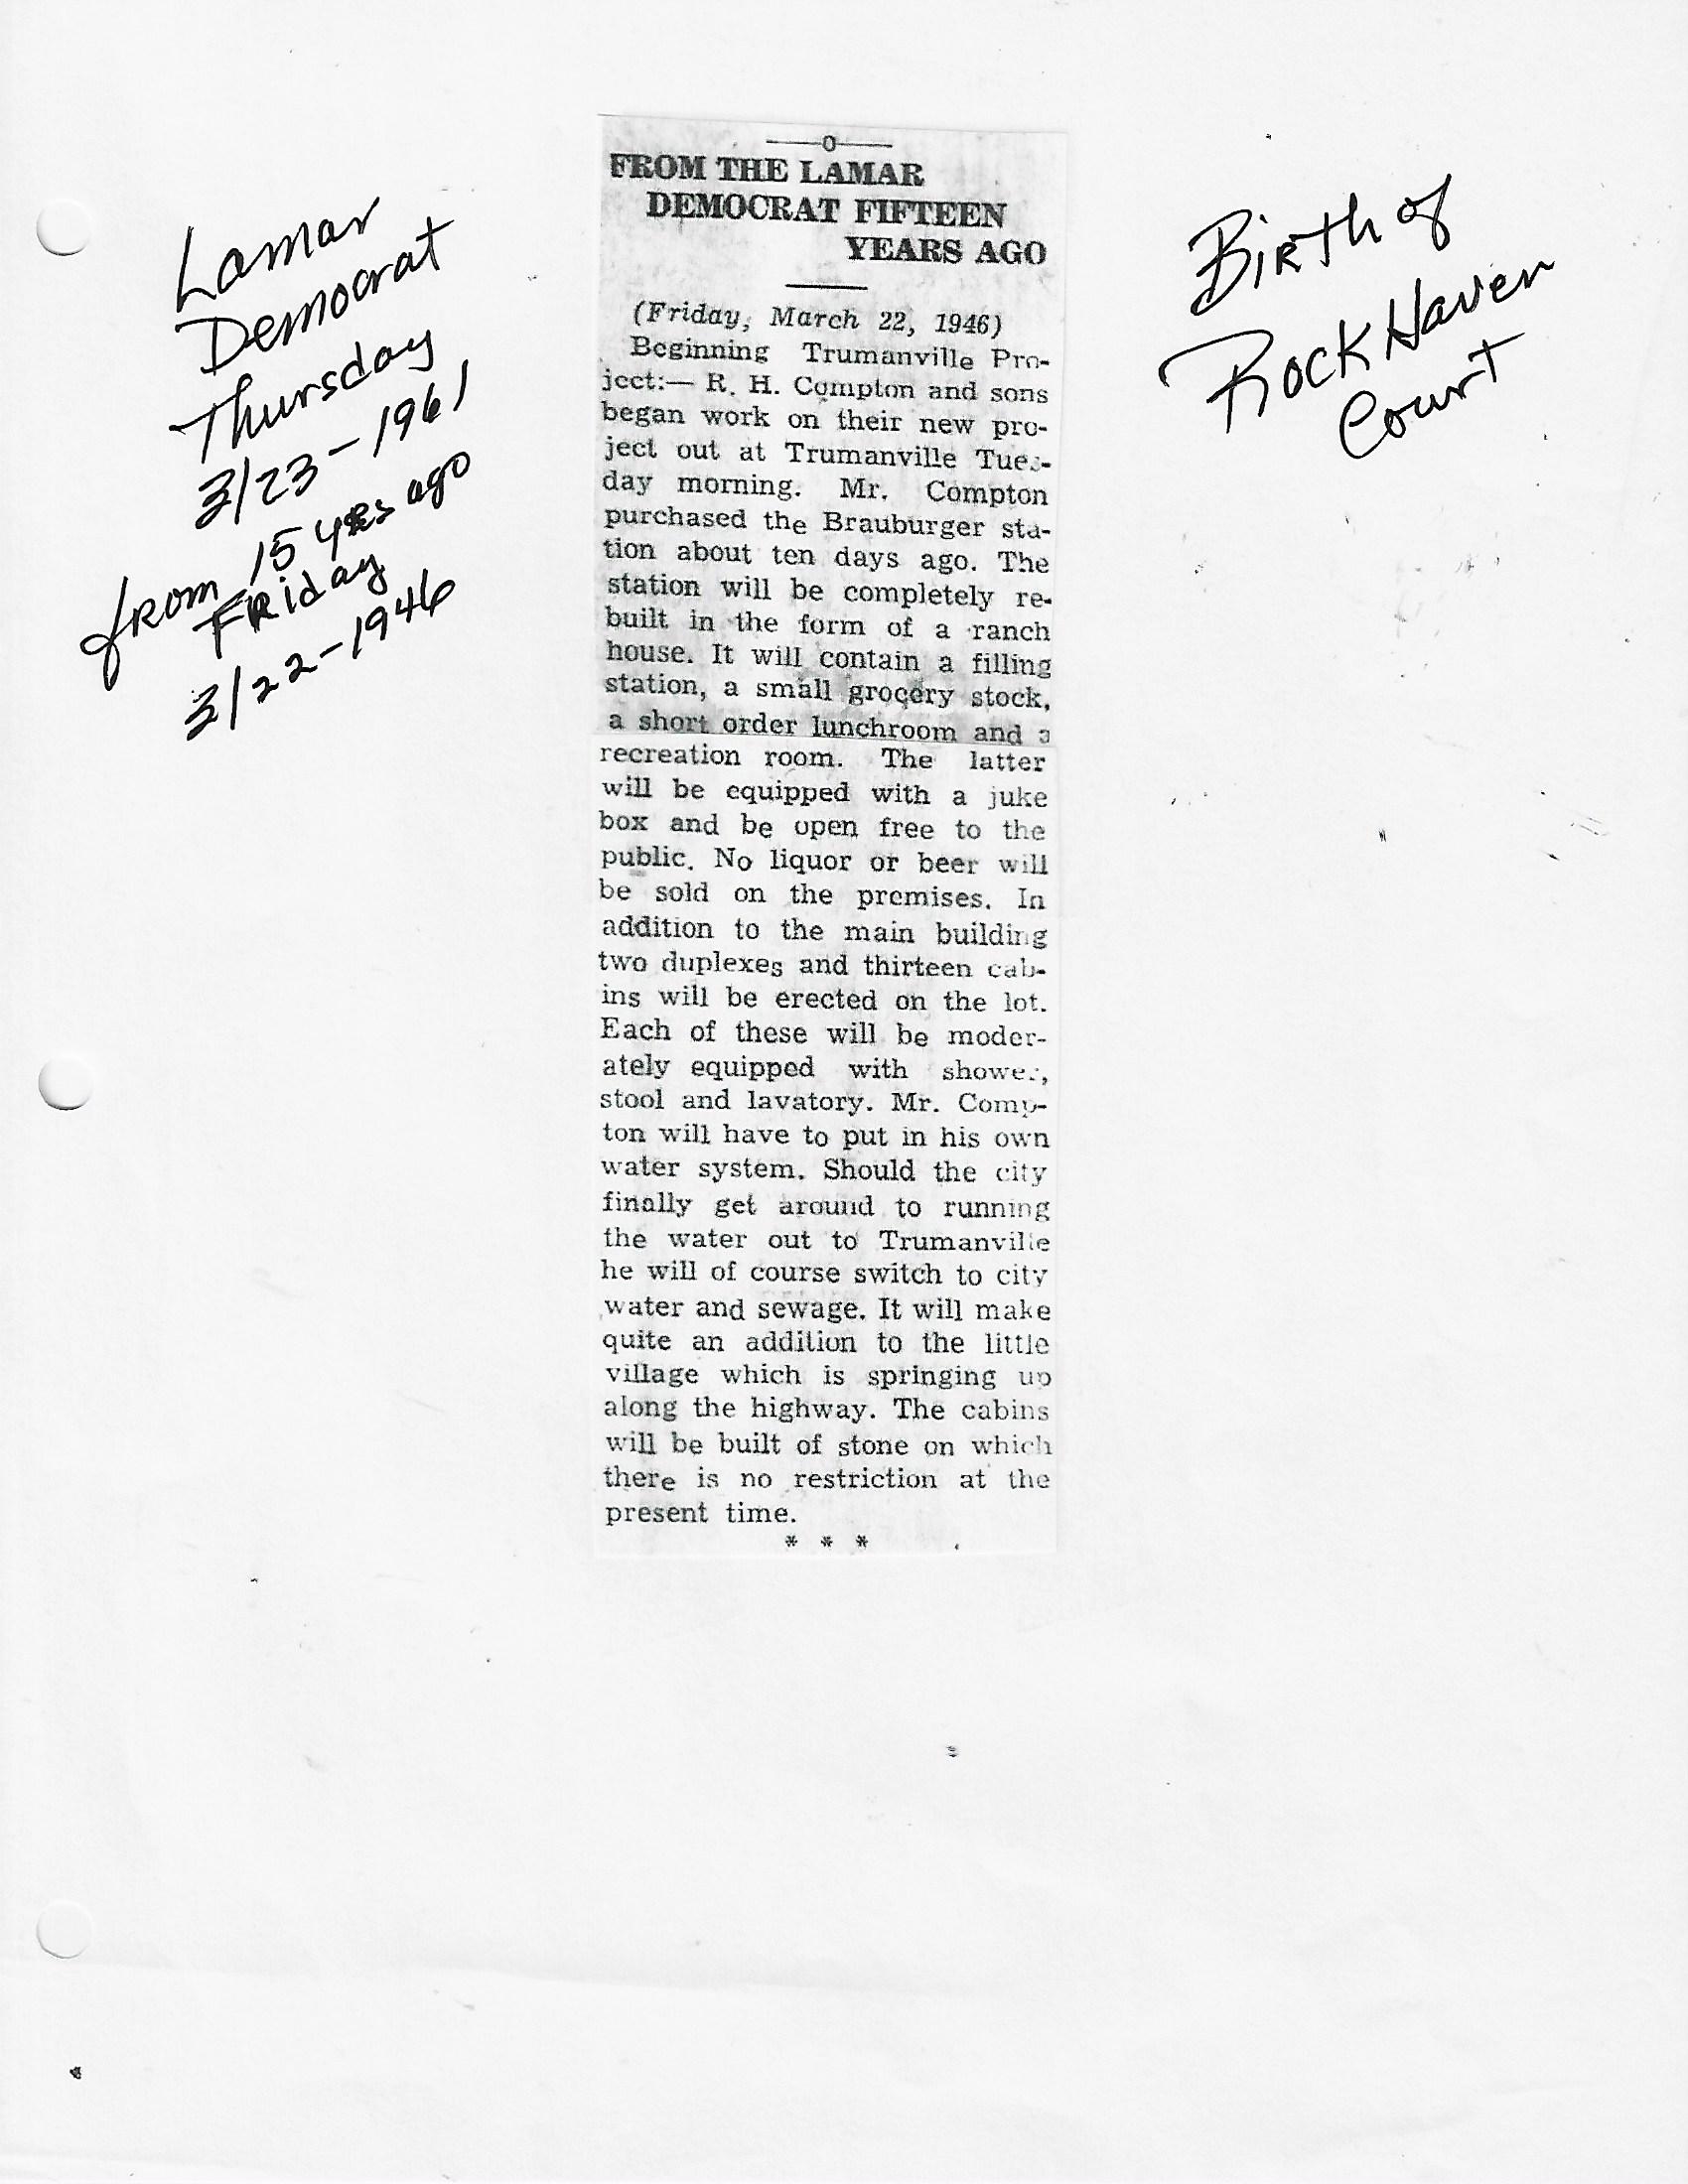 Lamar
Democrat
Thursday
3/23-1961
from 15 yrs ago
Friday
3/22-1946
Birth of
Rock Haven
Court
—o—
FROM THE LAMAR
DEMOCRAT FIFTEEN
YEARS AGO
(Friday, March 22, 1946)
Beginning Trumanville Pro-
ject:— R. H. Compton and sons
began work on their new pro-
ject out at Trumanville Tues-
day morning. Mr. Compton
purchased the Brauburger sta-
tion about ten days ago. The
station will be completely re-
built in the form of a ranch
house. It will contain a filling
station, a small grocery stock,
a short order lunchroom and a
recreation room. The latter
will be equipped with a juke
box and be open free to the
public. No liquor or beer will
be sold on the premises. In
addition to the main building
two duplexes and thirteen cab-
ins will be erected on the lot.
Each of these will be moder-
ately equipped with shower,
stool and lavatory. Mr. Comp-
ton will have to put in his own
water system. Should the city
finally get around to running
the water out to Trumanville
he will of course switch to city
water and sewage. It will make
quite an addition to the little
village which is springing up
along the highway. The cabins
will be built of stone on which
there is no restriction at the
present time.
* * *